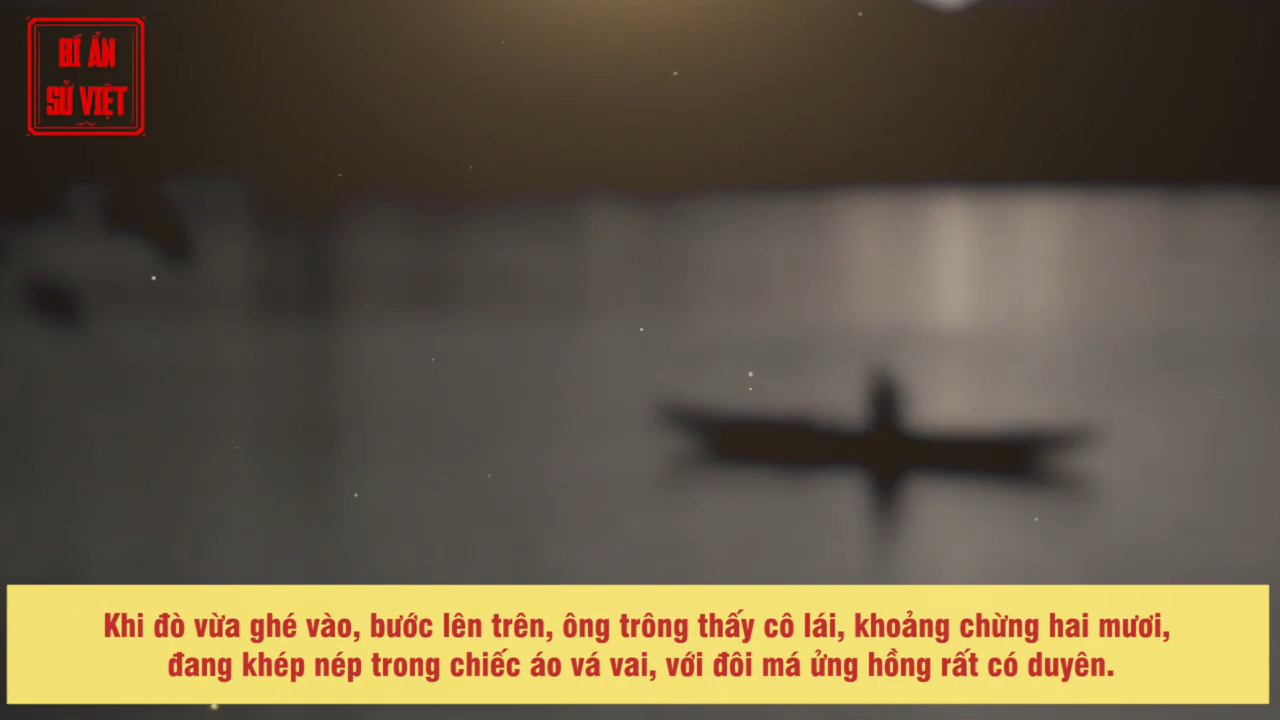 BÍ ẨN
SỬ VIỆT
Khi đò vừa ghé vào, bước lên trên, ông trông thấy cô lái, khoảng chừng hai mươi,
đang khép nép trong chiếc áo vá vai, với đôi má ửng hồng rất có duyên.